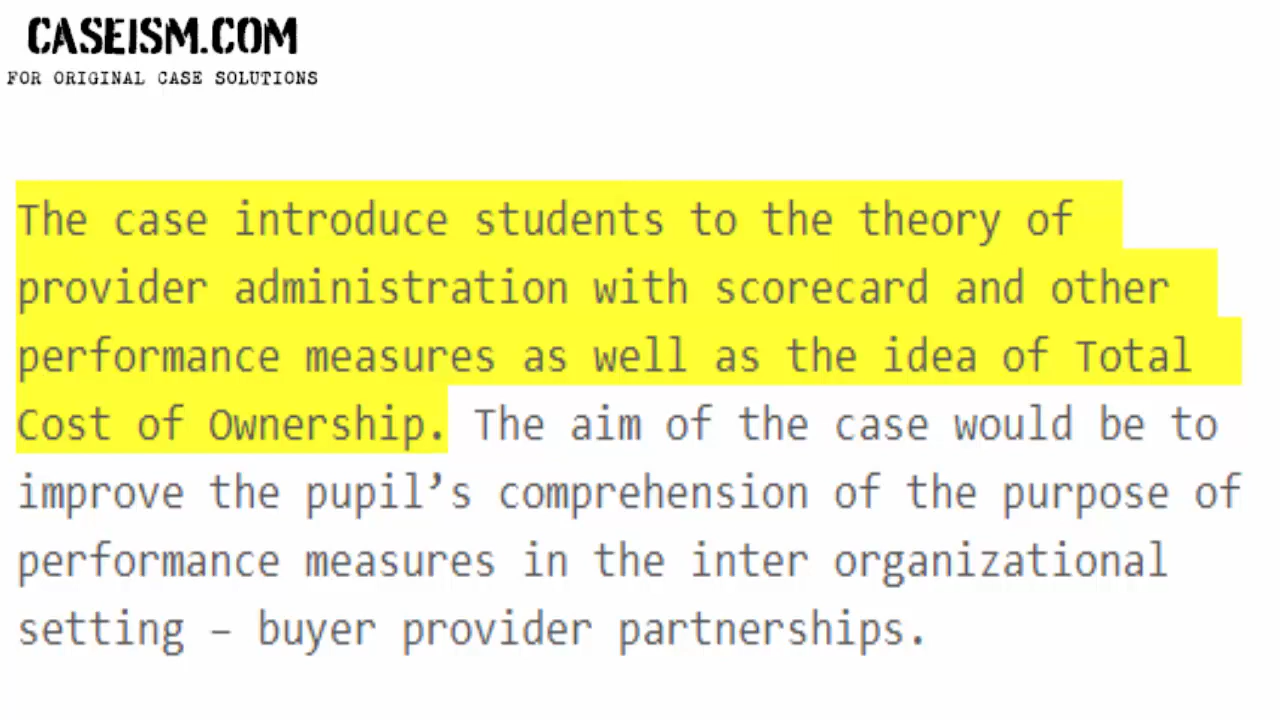 CASEISM.COM
FOR ORIGINAL CASE SOLUTIONS
The case introduce students to the theory of
provider administration with scorecard and other
performance measures as well as the idea of Total
Cost of Ownership. The aim of the case would be to
improve the pupil’s comprehension of the purpose of
performance measures in the inter organizational
setting – buyer provider partnerships.